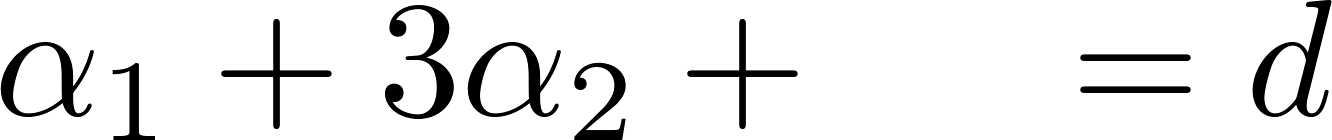 α₁ + 3α₂ + = d